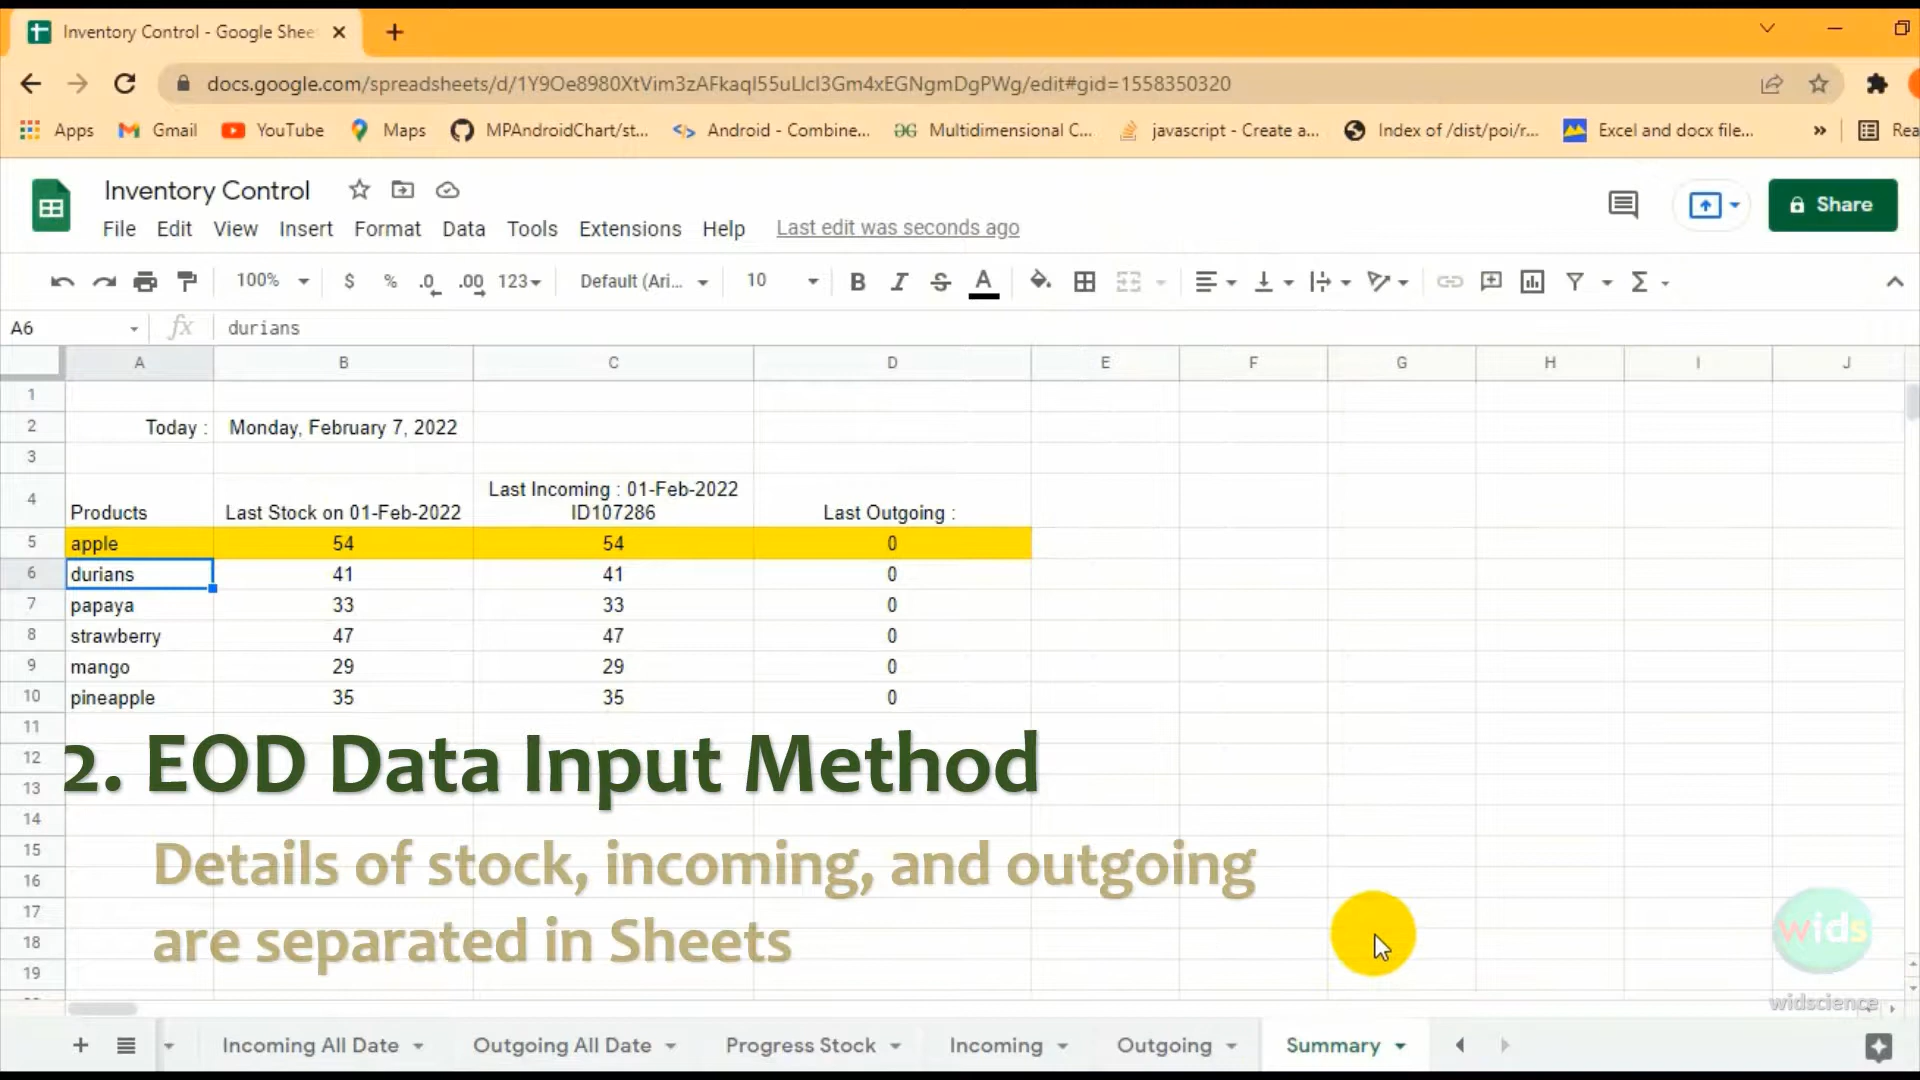 Inventory Control - Google Shee
docs.google.com/spreadsheets/d/1Y9Oe8980XtVim3zAFkaqI55uLIcI3Gm4xEGNgmDgPWg/edit#gid=1558350320
Apps Gmail YouTube Maps MPAndroidChart/st... Android - Combine... Multidimensional C... javascript - Create a... Index of /dist/poi/r... Excel and docx file... » Rea
Inventory Control
Share
File Edit View Insert Format Data Tools Extensions Help Last edit was seconds ago
100% $ % .0 .00 123 Default (Ari... 10 B I S A Σ
A6 fx durians
A B C D E F G H I J
1
2 Today : Monday, February 7, 2022
3
Last Incoming : 01-Feb-2022
4 Products Last Stock on 01-Feb-2022 ID107286 Last Outgoing :
5 apple 54 54 0
6 durians 41 41 0
7 papaya 33 33 0
8 strawberry 47 47 0
9 mango 29 29 0
10 pineapple 35 35 0
11
12
13
2. EOD Data Input Method
14
15
16
Details of stock, incoming, and outgoing
17
18
are separated in Sheets
19
wids
widscience
Incoming All Date Outgoing All Date Progress Stock Incoming Outgoing Summary